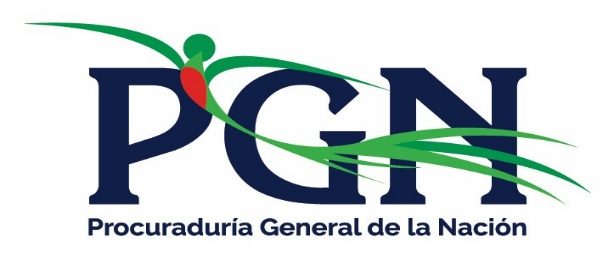 PGN
Procuraduría General de la Nación